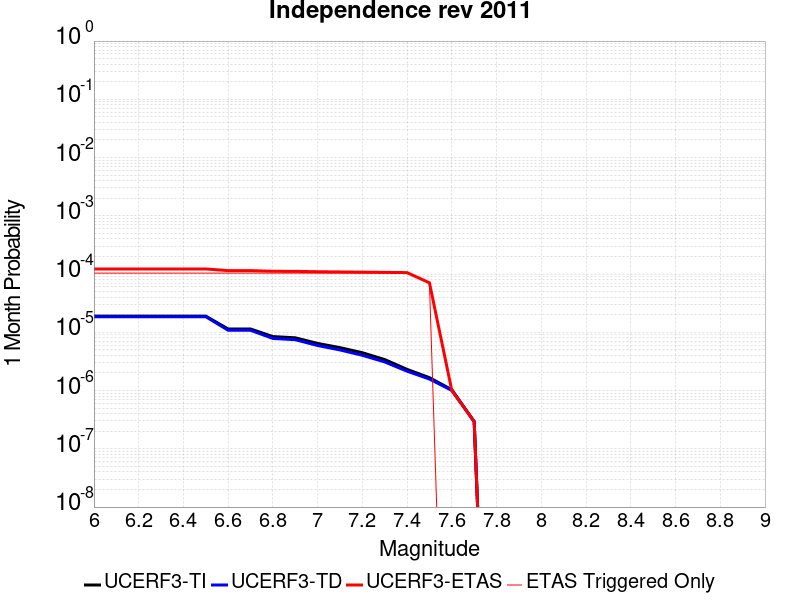 Independence rev 2011
10^0
10^-1
10^-2
10^-3
10^-4
10^-5
10^-6
10^-7
10^-8
1 Month Probability
6 6.2 6.4 6.6 6.8 7 7.2 7.4 7.6 7.8 8 8.2 8.4 8.6 8.8 9
Magnitude
UCERF3-TI UCERF3-TD UCERF3-ETAS ETAS Triggered Only